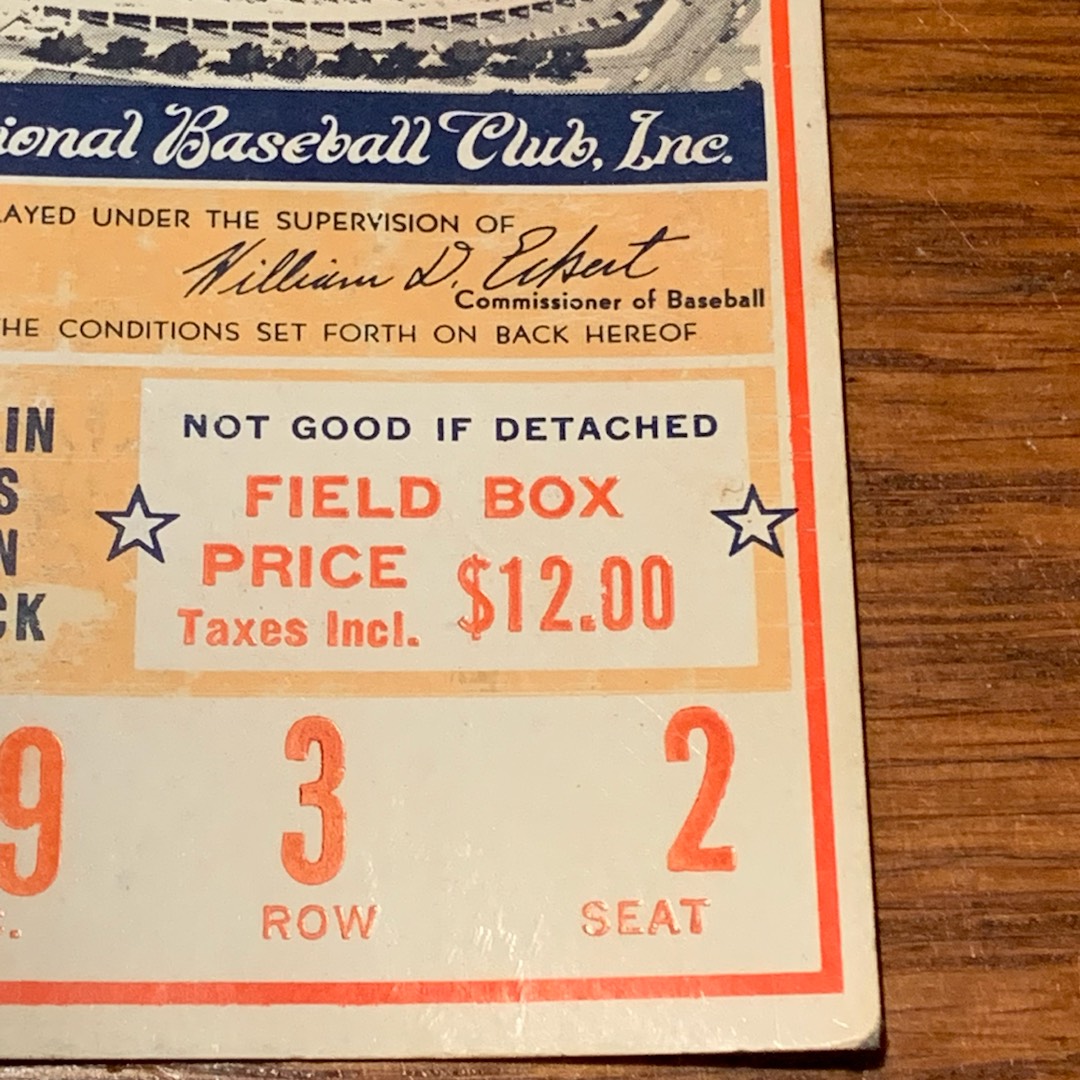 ional Baseball Club, Inc.
AYED UNDER THE SUPERVISION OF
William D. Eckert
Commissioner of Baseball
HE CONDITIONS SET FORTH ON BACK HEREOF
IN
S
N
CK
NOT GOOD IF DETACHED
FIELD BOX
PRICE $12.00
Taxes Incl.
9 3 2
ROW SEAT